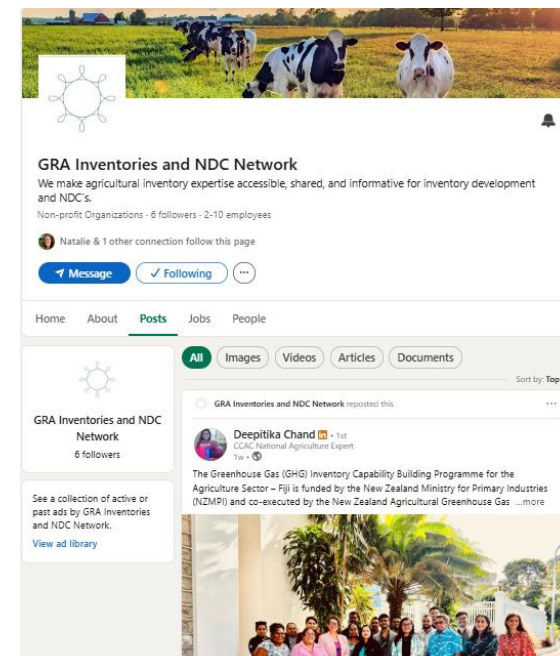 GRA Inventories and NDC Network
We make agricultural inventory expertise accessible, shared, and informative for inventory development
and NDC's.
Non-profit Organizations · 6 followers · 2-10 employees
Natalie & 1 other connection follow this page
Message
Following
Home About Posts Jobs People
All Images Videos Articles Documents
Sort by: Top
GRA Inventories and NDC
Network
6 followers
See a collection of active or
past ads by GRA Inventories
and NDC Network.
View ad library
GRA Inventories and NDC Network reposted this
Deepitika Chand in • 1st
CCAC National Agriculture Expert
1w •
The Greenhouse Gas (GHG) Inventory Capability Building Programme for the
Agriculture Sector – Fiji is funded by the New Zealand Ministry for Primary Industries
(NZMPI) and co-executed by the New Zealand Agricultural Greenhouse Gas ...more